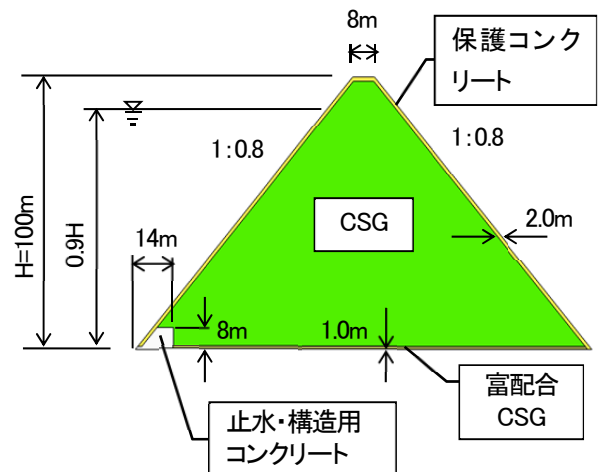 8m
保護コンク
リート
1:0.8
1:0.8
H=100m
0.9H
CSG
2.0m
14m
8m
1.0m
富配合
CSG
止水・構造用
コンクリート